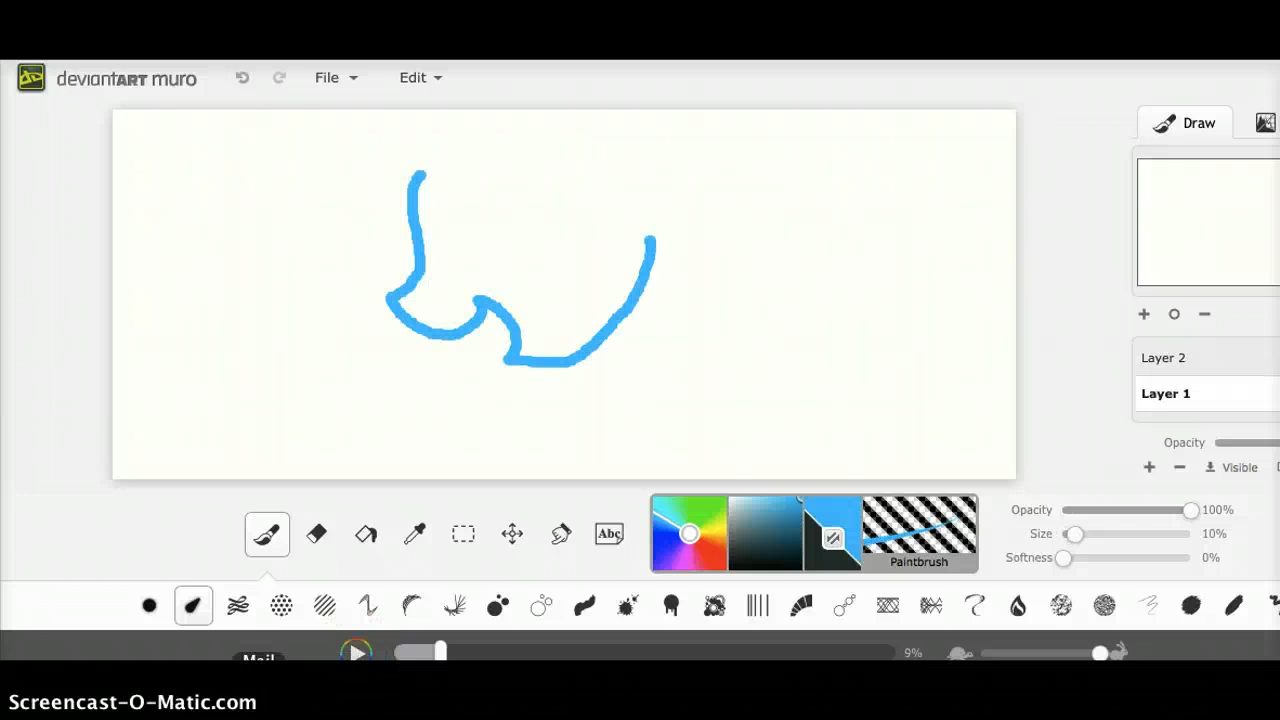 deviantART muro
File
Edit
Draw
Layer 2
Layer 1
Opacity
Visible
Abc
Paintbrush
Opacity 100%
Size 10%
Softness 0%
Mail
9%
Screencast-O-Matic.com